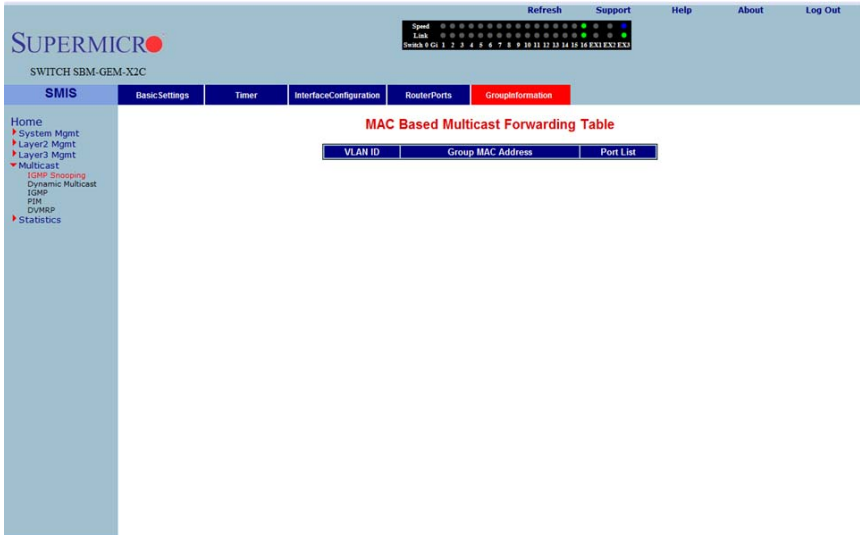 Refresh Support Help About Log Out
SUPERMICR
SWITCH SBM-GEM-X2C
Speed
Link
Switch 0 Gi 1 2 3 4 5 6 7 8 9 10 11 12 13 14 15 16 EX1 EX2 EX3
SMIS
BasicSettings Timer InterfaceConfiguration RouterPorts GroupInformation
Home
System Mgmt
Layer2 Mgmt
Layer3 Mgmt
Multicast
IGMP Snooping
Dynamic Multicast
IGMP
PIM
DVMRP
Statistics
MAC Based Multicast Forwarding Table
VLAN ID Group MAC Address Port List